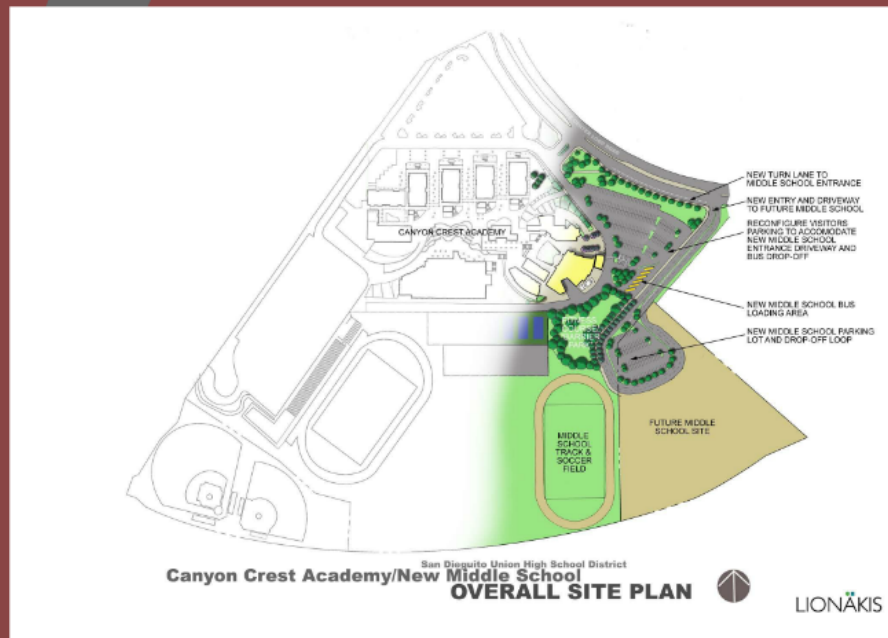 NEW TURN LANE TO
MIDDLE SCHOOL ENTRANCE
NEW ENTRY AND DRIVEWAY
TO FUTURE MIDDLE SCHOOL
RECONFIGURE VISITORS
PARKING TO ACCOMODATE
NEW MIDDLE SCHOOL
ENTRANCE DRIVEWAY AND
BUS DROP-OFF
CANYON CREST ACADEMY
NEW MIDDLE SCHOOL BUS
LOADING AREA
NEW MIDDLE SCHOOL PARKING
LOT AND DROP-OFF LOOP
FUTURE MIDDLE
SCHOOL SITE
MIDDLE
SCHOOL
TRACK &
SOCCER
FIELD
San Dieguito Union High School District
Canyon Crest Academy/New Middle School
OVERALL SITE PLAN
LIONÄKIS